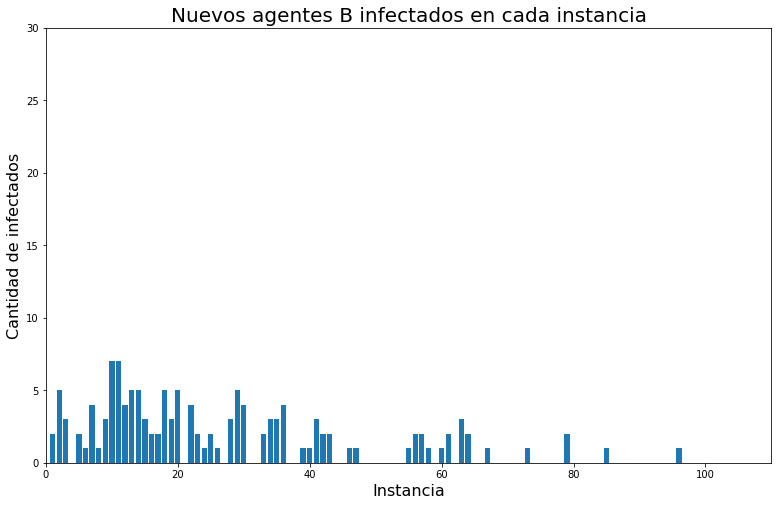 Nuevos agentes B infectados en cada instancia
30
25
20
15
10
5
0
Cantidad de infectados
0 20 40 60 80 100
Instancia